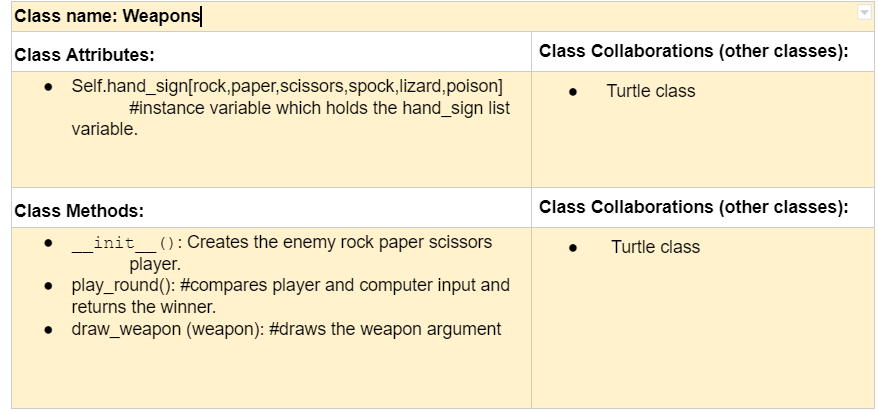 Class name: Weapons
Class Attributes:
Class Collaborations (other classes):
● Self.hand_sign[rock,paper,scissors,spock,lizard,poison]
#instance variable which holds the hand_sign list
variable.
● Turtle class
Class Methods:
Class Collaborations (other classes):
● __init__(): Creates the enemy rock paper scissors
player.
● play_round(): #compares player and computer input and
returns the winner.
● draw_weapon (weapon): #draws the weapon argument
● Turtle class